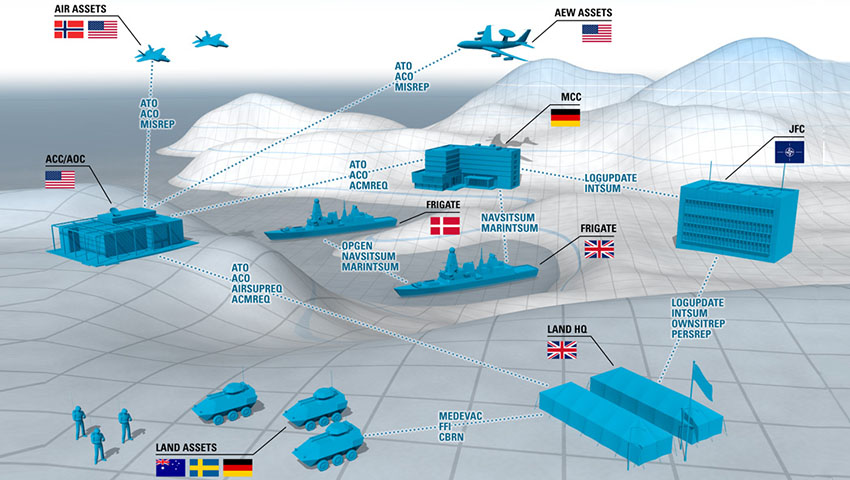 AIR ASSETS
AEW ASSETS
ATO
ACO
MISREP
ATO
ACO
MISREP
MCC
JFC
ACC/AOC
ATO
ACO
ACMREQ
LOGUPDATE
INTSUM
FRIGATE
NAVSITSUM
MARINTSUM
FRIGATE
OPGEN
NAVSITSUM
MARINTSUM
ATO
ACO
AIRSUPREQ
ACMREQ
LOGUPDATE
INTSUM
OWNSITREP
PERSREP
LAND HQ
MEDEVAC
FFI
CBRN
LAND ASSETS